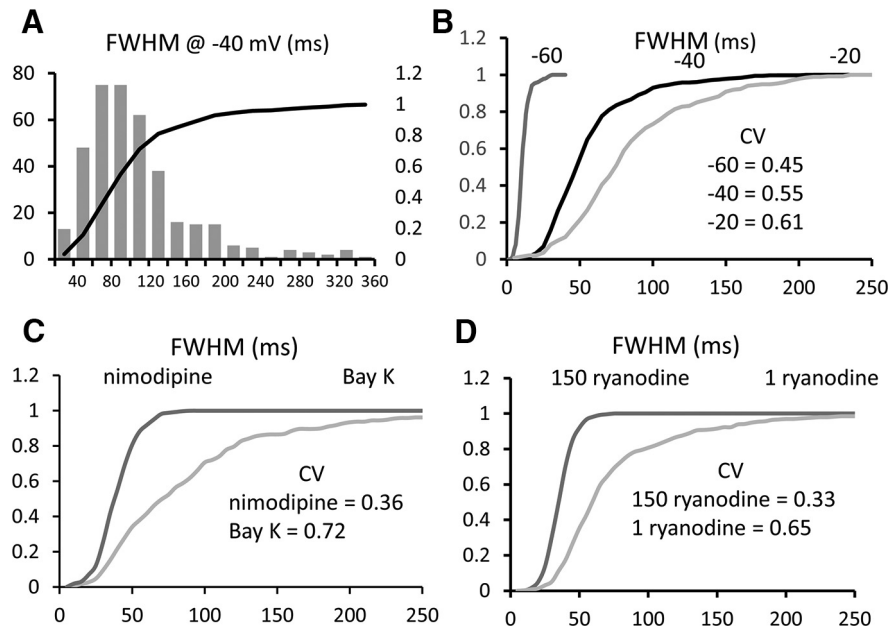 A
FWHM @ -40 mV (ms)
80
60
40
20
0
1.2
1
0.8
0.6
0.4
0.2
0
40 80 120 160 200 240 280 320 360
B
FWHM (ms)
-60
-40
-20
1.2
1
0.8
0.6
0.4
0.2
0
CV
-60 = 0.45
-40 = 0.55
-20 = 0.61
0 50 100 150 200 250
C
FWHM (ms)
nimodipine Bay K
1.2
1
0.8
0.6
0.4
0.2
0
CV
nimodipine = 0.36
Bay K = 0.72
0 50 100 150 200 250
D
FWHM (ms)
150 ryanodine 1 ryanodine
1.2
1
0.8
0.6
0.4
0.2
0
CV
150 ryanodine = 0.33
1 ryanodine = 0.65
0 50 100 150 200 250